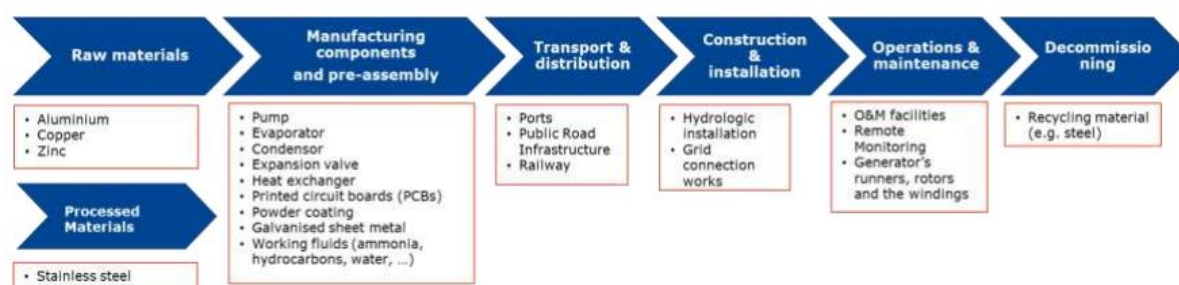 Raw materials
• Aluminium
• Copper
• Zinc
Processed
Materials
• Stainless steel
Manufacturing
components
and pre-assembly
• Pump
• Evaporator
• Condensor
• Expansion valve
• Heat exchanger
• Printed circuit boards (PCBs)
• Powder coating
• Galvanised sheet metal
• Working fluids (ammonia,
hydrocarbons, water, ...)
Transport &
distribution
• Ports
• Public Road
Infrastructure
• Railway
Construction
&
installation
• Hydrologic
installation
• Grid
connection
works
Operations &
maintenance
• O&M facilities
• Remote
Monitoring
• Generator's
runners, rotors
and the windings
Decommissio
ning
• Recycling material
(e.g. steel)